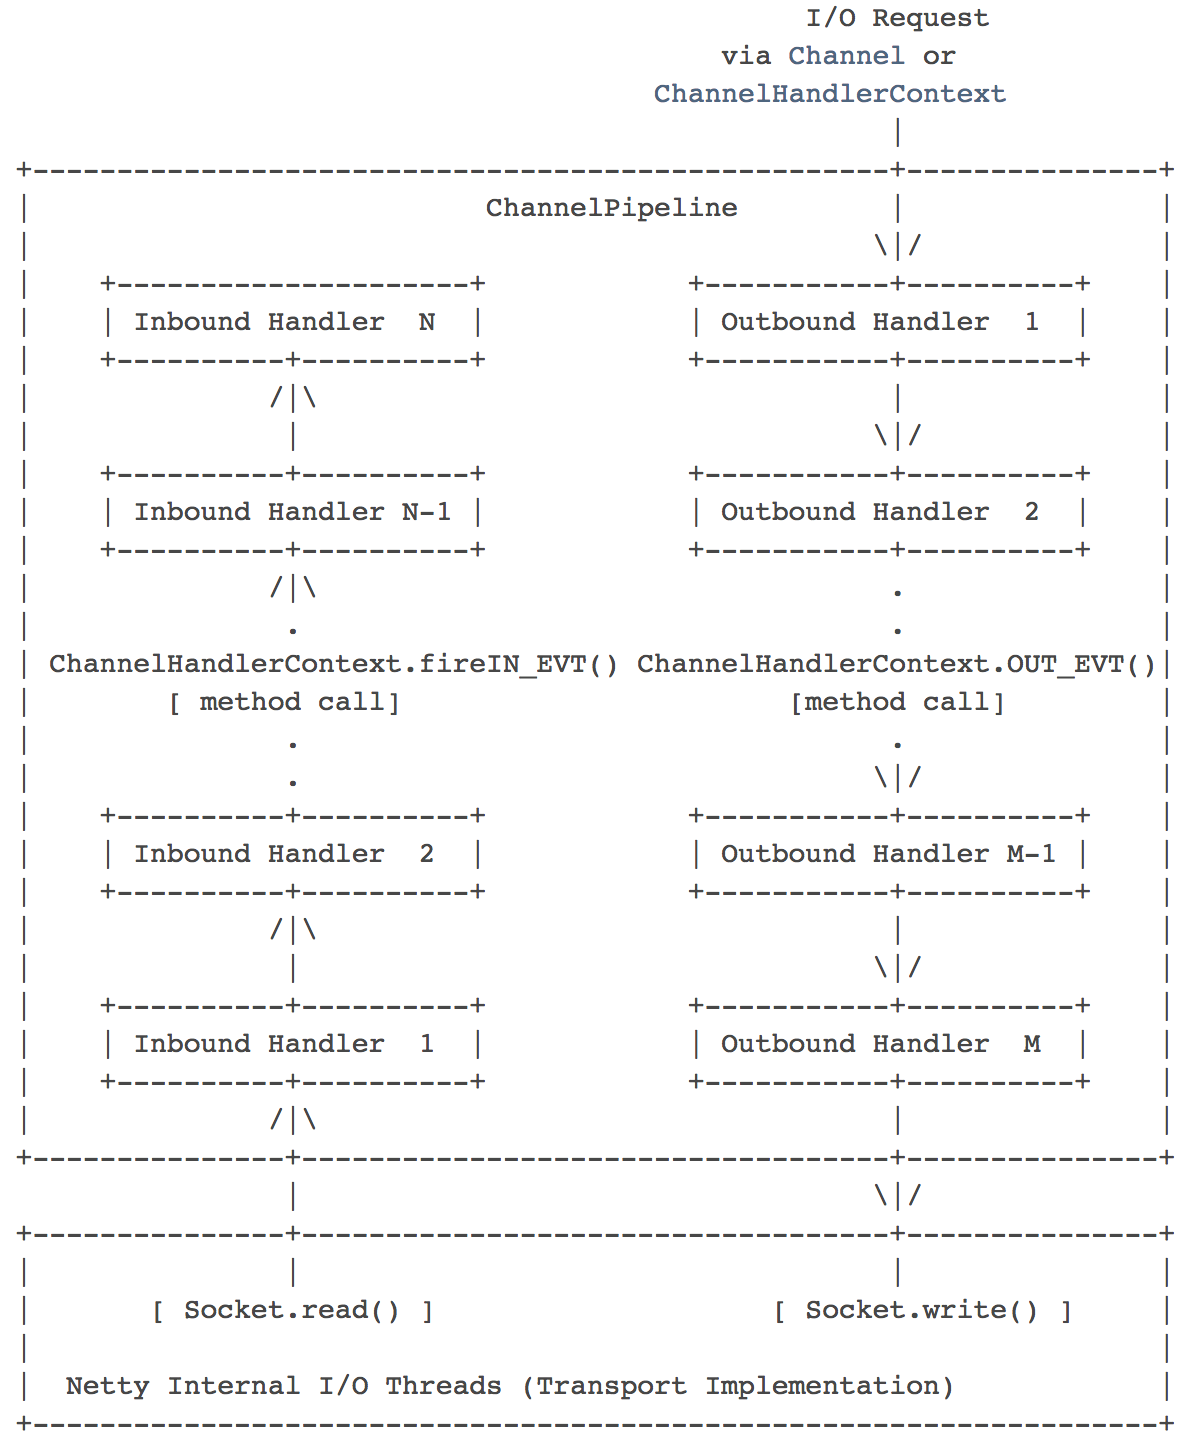 I/O Request
                                          via Channel or
                                      ChannelHandlerContext
                                                    |
+---------------------------------------------------+---------------+
|                           ChannelPipeline         |               |
|                                                  \|/              |
|    +---------------------+            +-----------+----------+    |
|    | Inbound Handler  N  |            | Outbound Handler  1  |    |
|    +----------+----------+            +-----------+----------+    |
|              /|\                                  |               |
|               |                                  \|/              |
|    +----------+----------+            +-----------+----------+    |
|    | Inbound Handler N-1 |            | Outbound Handler  2  |    |
|    +----------+----------+            +-----------+----------+    |
|              /|\                                  .               |
|               .                                   .               |
| ChannelHandlerContext.fireIN_EVT() ChannelHandlerContext.OUT_EVT()|
|        [ method call]                       [method call]         |
|               .                                   .               |
|               .                                  \|/              |
|    +----------+----------+            +-----------+----------+    |
|    | Inbound Handler  2  |            | Outbound Handler M-1 |    |
|    +----------+----------+            +-----------+----------+    |
|              /|\                                  |               |
|               |                                  \|/              |
|    +----------+----------+            +-----------+----------+    |
|    | Inbound Handler  1  |            | Outbound Handler  M  |    |
|    +----------+----------+            +-----------+----------+    |
|              /|\                                  |               |
+---------------+-----------------------------------+---------------+
                |                                  \|/
+---------------+-----------------------------------+---------------+
|               |                                   |               |
|       [ Socket.read() ]                    [ Socket.write() ]     |
|                                                                   |
|  Netty Internal I/O Threads (Transport Implementation)            |
+-------------------------------------------------------------------+